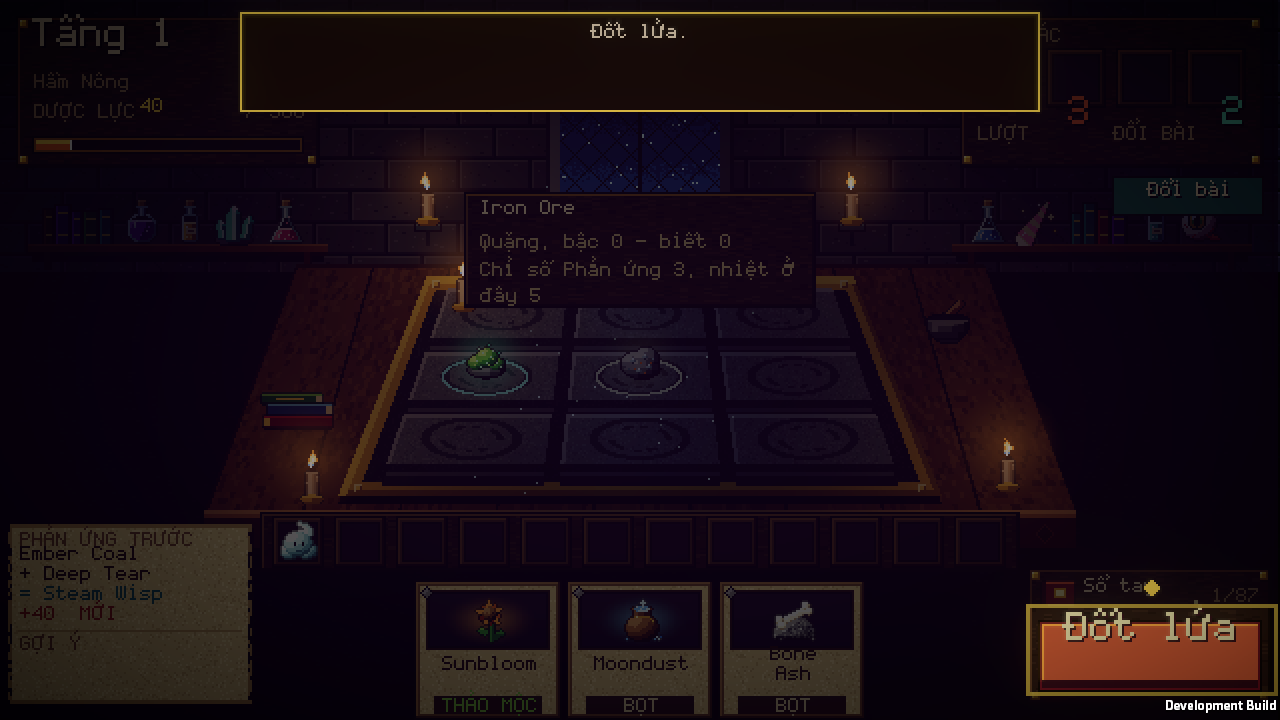 Tầng 1
Đốt lửa.
Hầm Nông
DƯỢC LỰC 40
LƯỢT 3 ĐỔI BÀI 2
Đổi bài
Iron Ore
Quặng, bậc 0 – biết 0
Chỉ số Phản ứng 3, nhiệt ở
đây 5
PHẢN ỨNG TRƯỚC
Ember Coal
+ Deep Tear
= Steam Wisp
+40 MỚI
GỢI Ý
Sunbloom
THẢO MỘC
Moondust
BỘT
Bone
Ash
BỘT
Sổ ta
1/87
Đốt lửa
Development Build